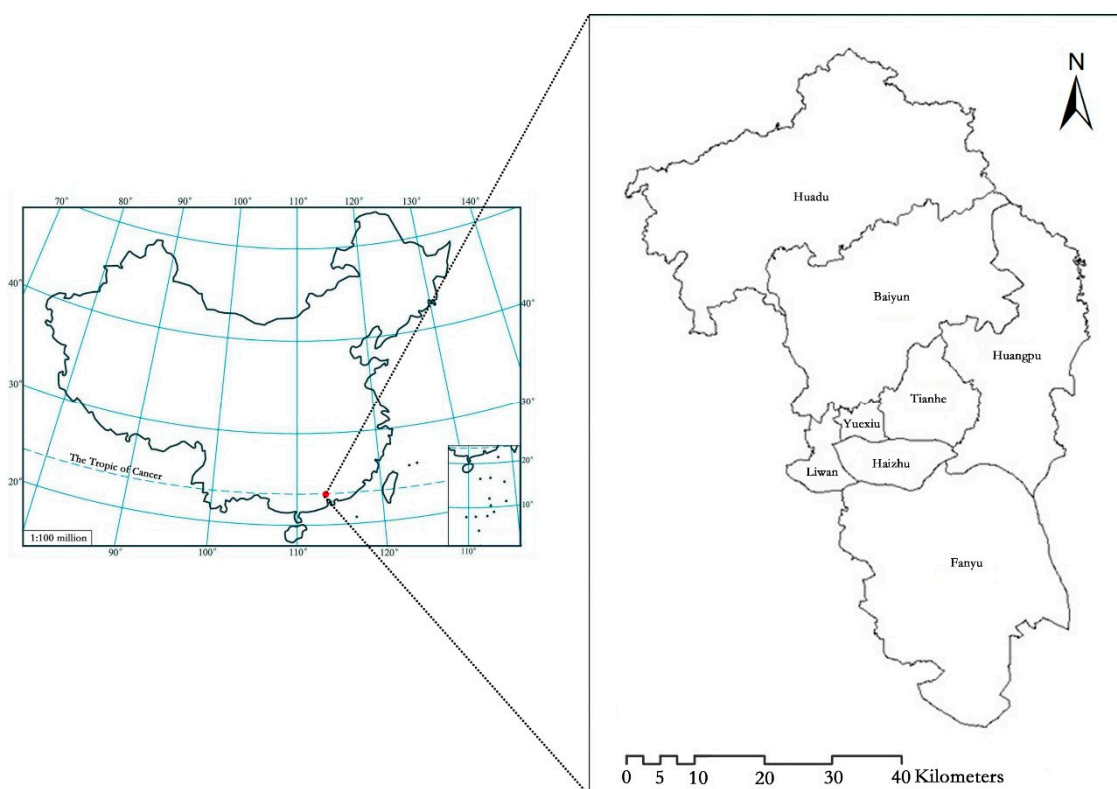 70°
80°
90°
100°
110°
120°
130°
140°
40°
40°
30°
30°
The Tropic of Cancer
20°
20°
10°
1:100 million
90°
100°
110°
120°
110°
N
Huadu
Baiyun
Huangpu
Tianhe
Yuexiu
Haizhu
Liwan
Fanyu
0 5 10 20 30 40 Kilometers